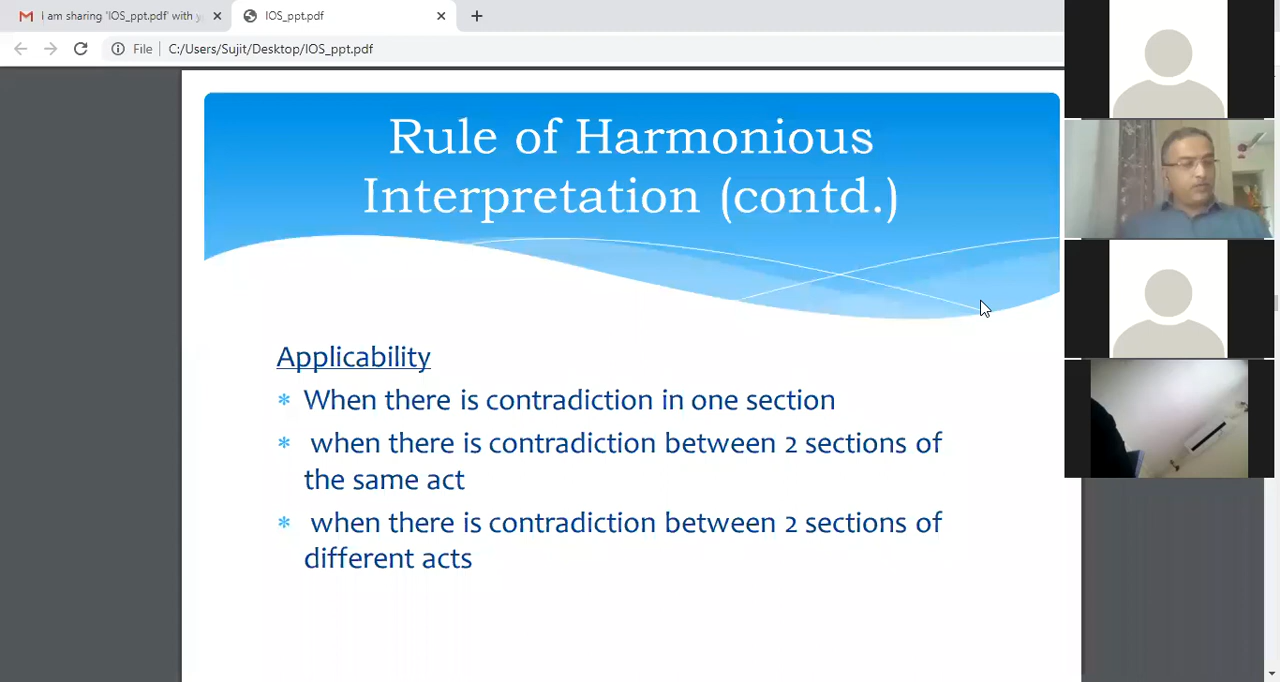 I am sharing 'IOS_ppt.pdf' with
IOS_ppt.pdf
File
C:/Users/Sujit/Desktop/IOS_ppt.pdf
Rule of Harmonious
Interpretation (contd.)
Applicability
* When there is contradiction in one section
* when there is contradiction between 2 sections of
the same act
* when there is contradiction between 2 sections of
different acts